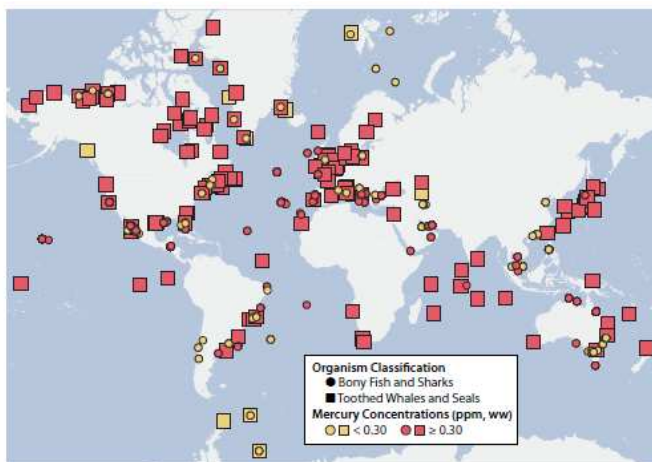 Organism Classification
Bony Fish and Sharks
Toothed Whales and Seals
Mercury Concentrations (ppm, ww)
< 0.30 ≥ 0.30